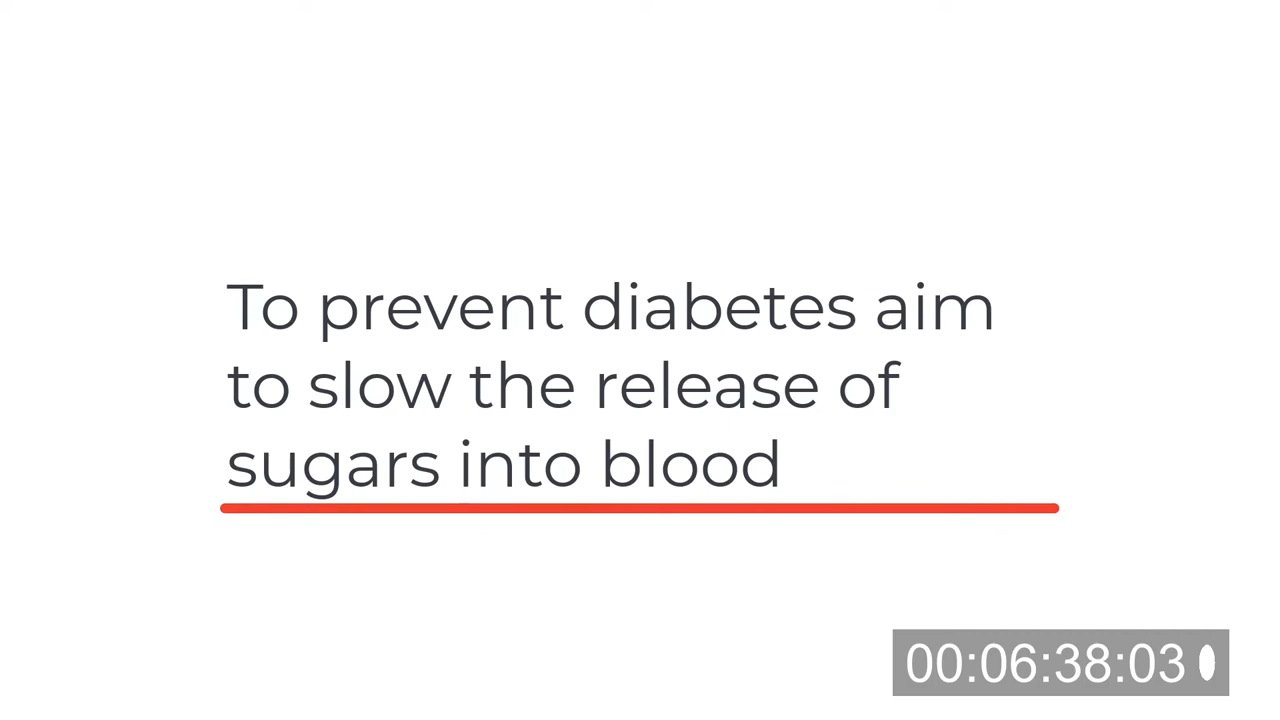 To prevent diabetes aim
to slow the release of
sugars into blood
00:06:38:03